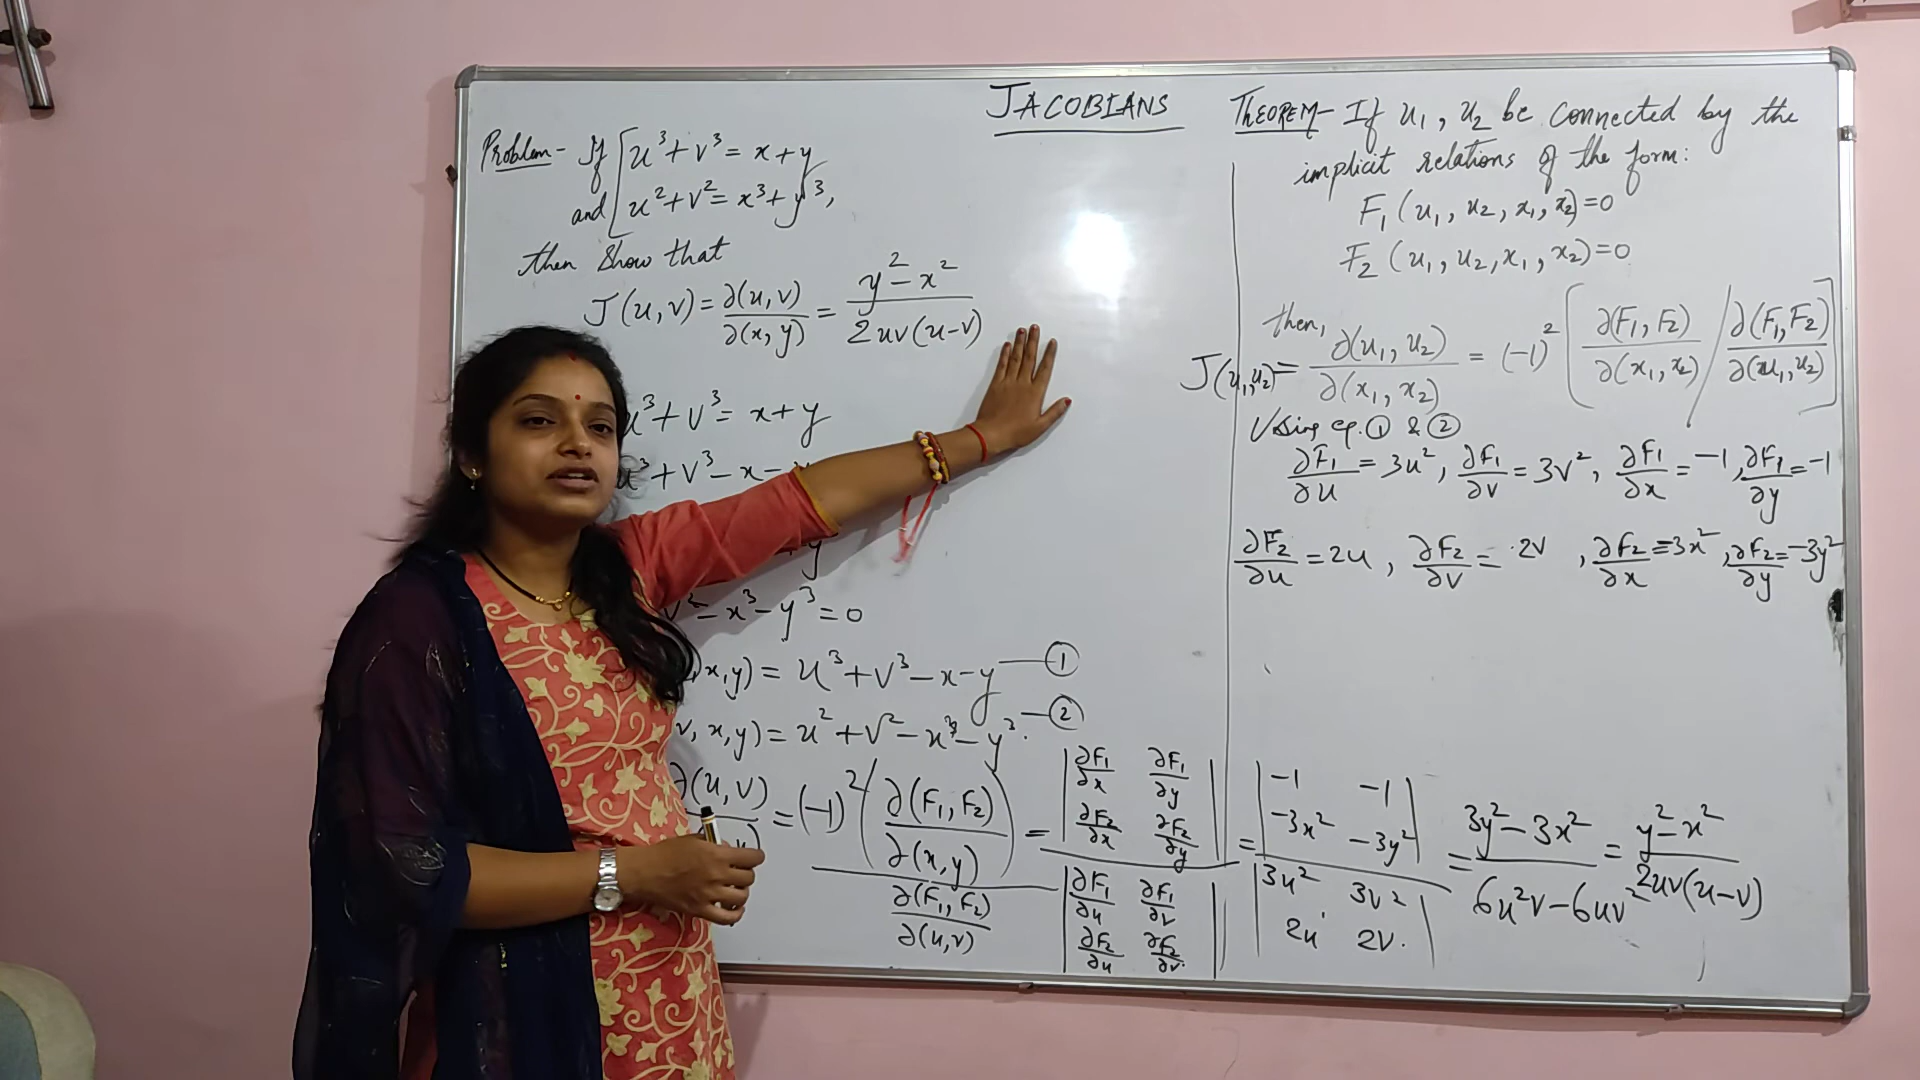 JACOBIANS
Problem- If u³+v³= x+y
and u²+v²= x³+y³,
then Show that
J(u,v)= ∂(u,v)/∂(x,y) = y²-x²/2uv(u-v)
u³+v³= x+y
u³+v³-x-
-x³-y³=0
x,y)= u³+v³-x-y —①
v,x,y)= u²+v²-x³-y³. —②
∂(u,v)/ =(-1)² (∂(F₁,F₂)/∂(x,y)) / ∂(F₁,F₂)/∂(u,v) = |∂F₁/∂x ∂F₁/∂y ∂F₂/∂x ∂F₂/∂y| / |∂F₁/∂u ∂F₁/∂v ∂F₂/∂u ∂F₂/∂v| = |-1 -1 -3x² -3y²| / |3u² 3v² 2u 2v.| = 3y²-3x²/6u²v-6uv² = y²-x²/2uv(u-v)
THEOREM- If u₁, u₂ be connected by the
implicit relations of the form:
F₁(u₁, u₂, x₁, x₂)=0
F₂(u₁, u₂, x₁, x₂)=0
then,
J(u₁,u₂)= ∂(u₁,u₂)/∂(x₁,x₂) = (-1)² [∂(F₁,F₂)/∂(x₁,x₂) / ∂(F₁,F₂)/∂(u₁,u₂)]
Using eq. ① & ②
∂F₁/∂u = 3u², ∂F₁/∂v = 3v², ∂F₁/∂x = -1, ∂F₁/∂y = -1
∂F₂/∂u = 2u, ∂F₂/∂v = 2v, ∂F₂/∂x = -3x², ∂F₂/∂y = -3y²